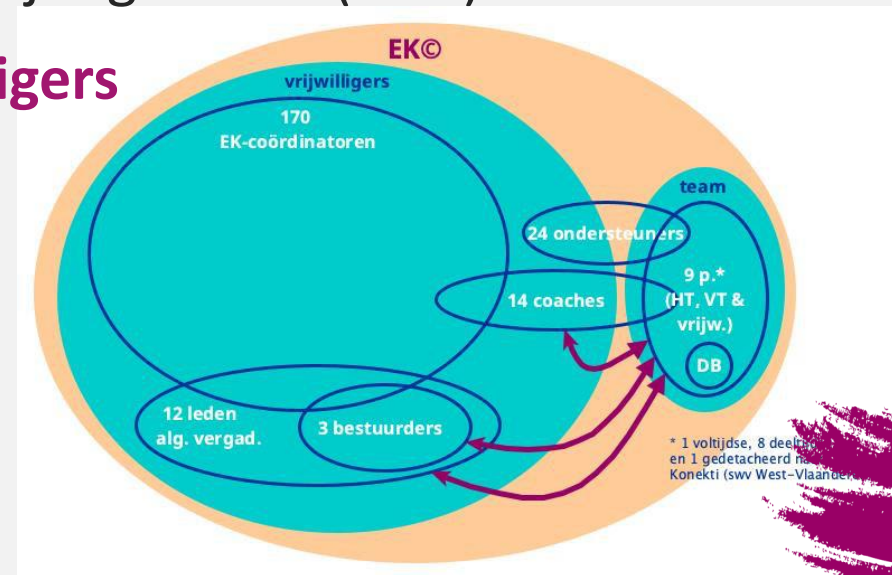 igers
EK©
vrijwilligers
170
EK-coördinatoren
team
24 ondersteuners
9 p.*
(HT, VT &
vrijw.)
14 coaches
DB
12 leden
alg. vergad.
3 bestuurders
* 1 voltijdse, 8
en 1 gedetacheerd
Konekti (swv